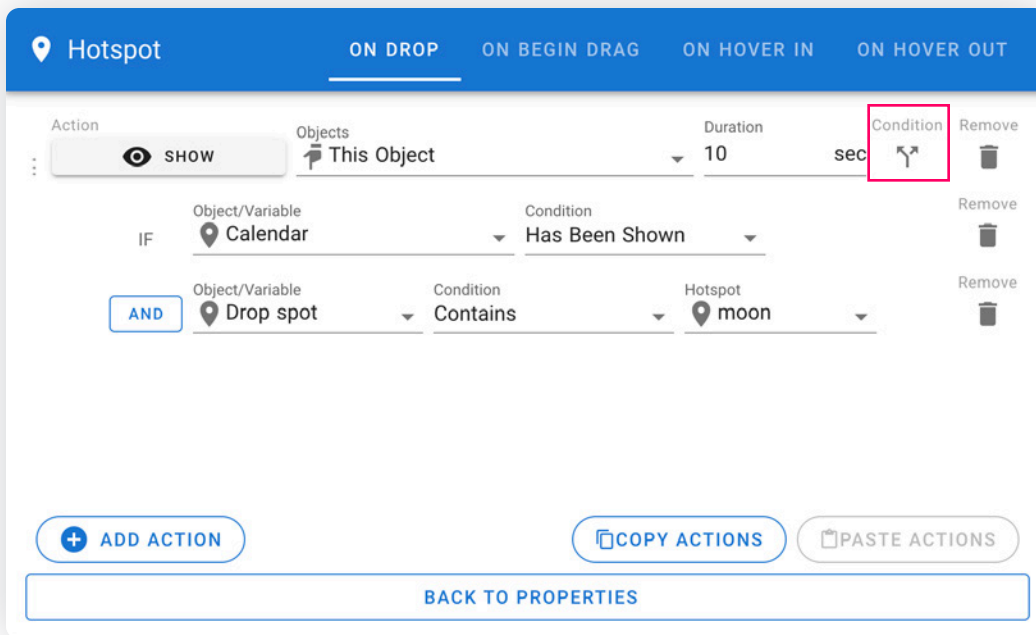 Hotspot ON DROP ON BEGIN DRAG ON HOVER IN ON HOVER OUT
Action Objects Duration Condition Remove
SHOW This Object 10 sec
Object/Variable Condition Remove
IF Calendar Has Been Shown
Object/Variable Condition Hotspot Remove
AND Drop spot Contains moon
ADD ACTION COPY ACTIONS PASTE ACTIONS
BACK TO PROPERTIES